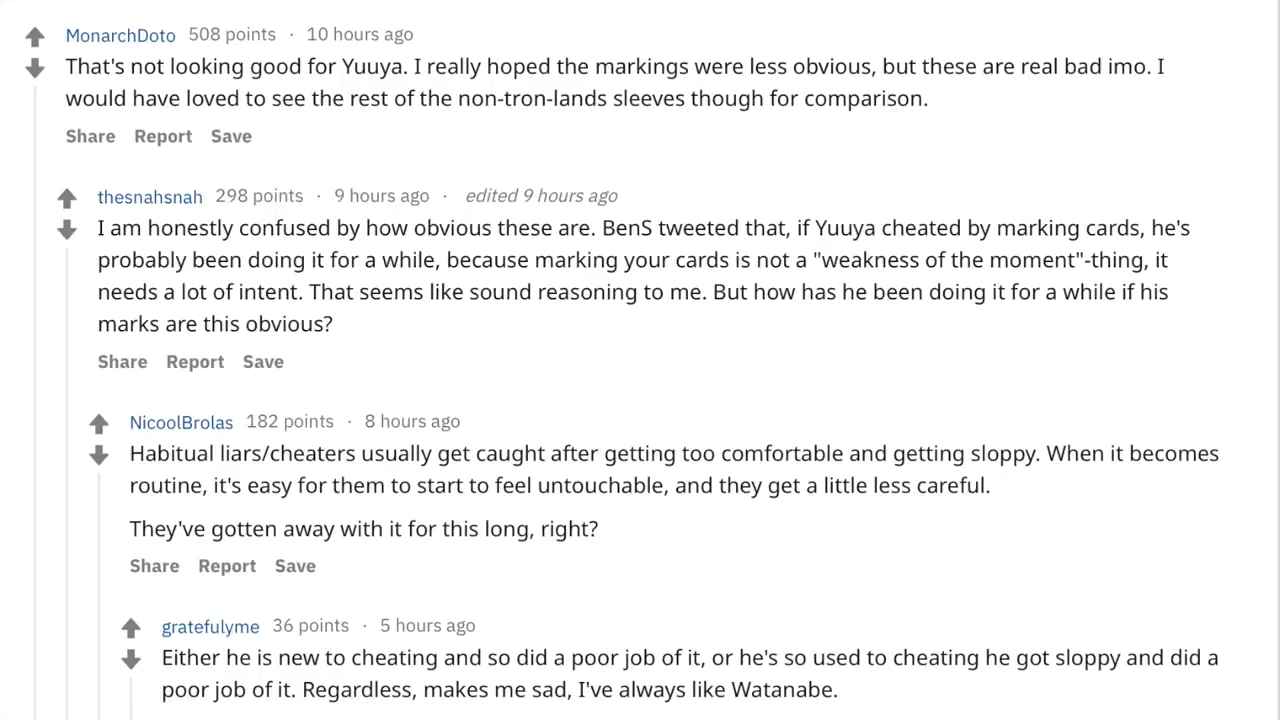 MonarchDoto 508 points · 10 hours ago
That's not looking good for Yuuya. I really hoped the markings were less obvious, but these are real bad imo. I
would have loved to see the rest of the non-tron-lands sleeves though for comparison.
Share Report Save
thesnahsnah 298 points · 9 hours ago · edited 9 hours ago
I am honestly confused by how obvious these are. BenS tweeted that, if Yuuya cheated by marking cards, he's
probably been doing it for a while, because marking your cards is not a "weakness of the moment"-thing, it
needs a lot of intent. That seems like sound reasoning to me. But how has he been doing it for a while if his
marks are this obvious?
Share Report Save
NicoolBrolas 182 points · 8 hours ago
Habitual liars/cheaters usually get caught after getting too comfortable and getting sloppy. When it becomes
routine, it's easy for them to start to feel untouchable, and they get a little less careful.
They've gotten away with it for this long, right?
Share Report Save
gratefulyme 36 points · 5 hours ago
Either he is new to cheating and so did a poor job of it, or he's so used to cheating he got sloppy and did a
poor job of it. Regardless, makes me sad, I've always like Watanabe.